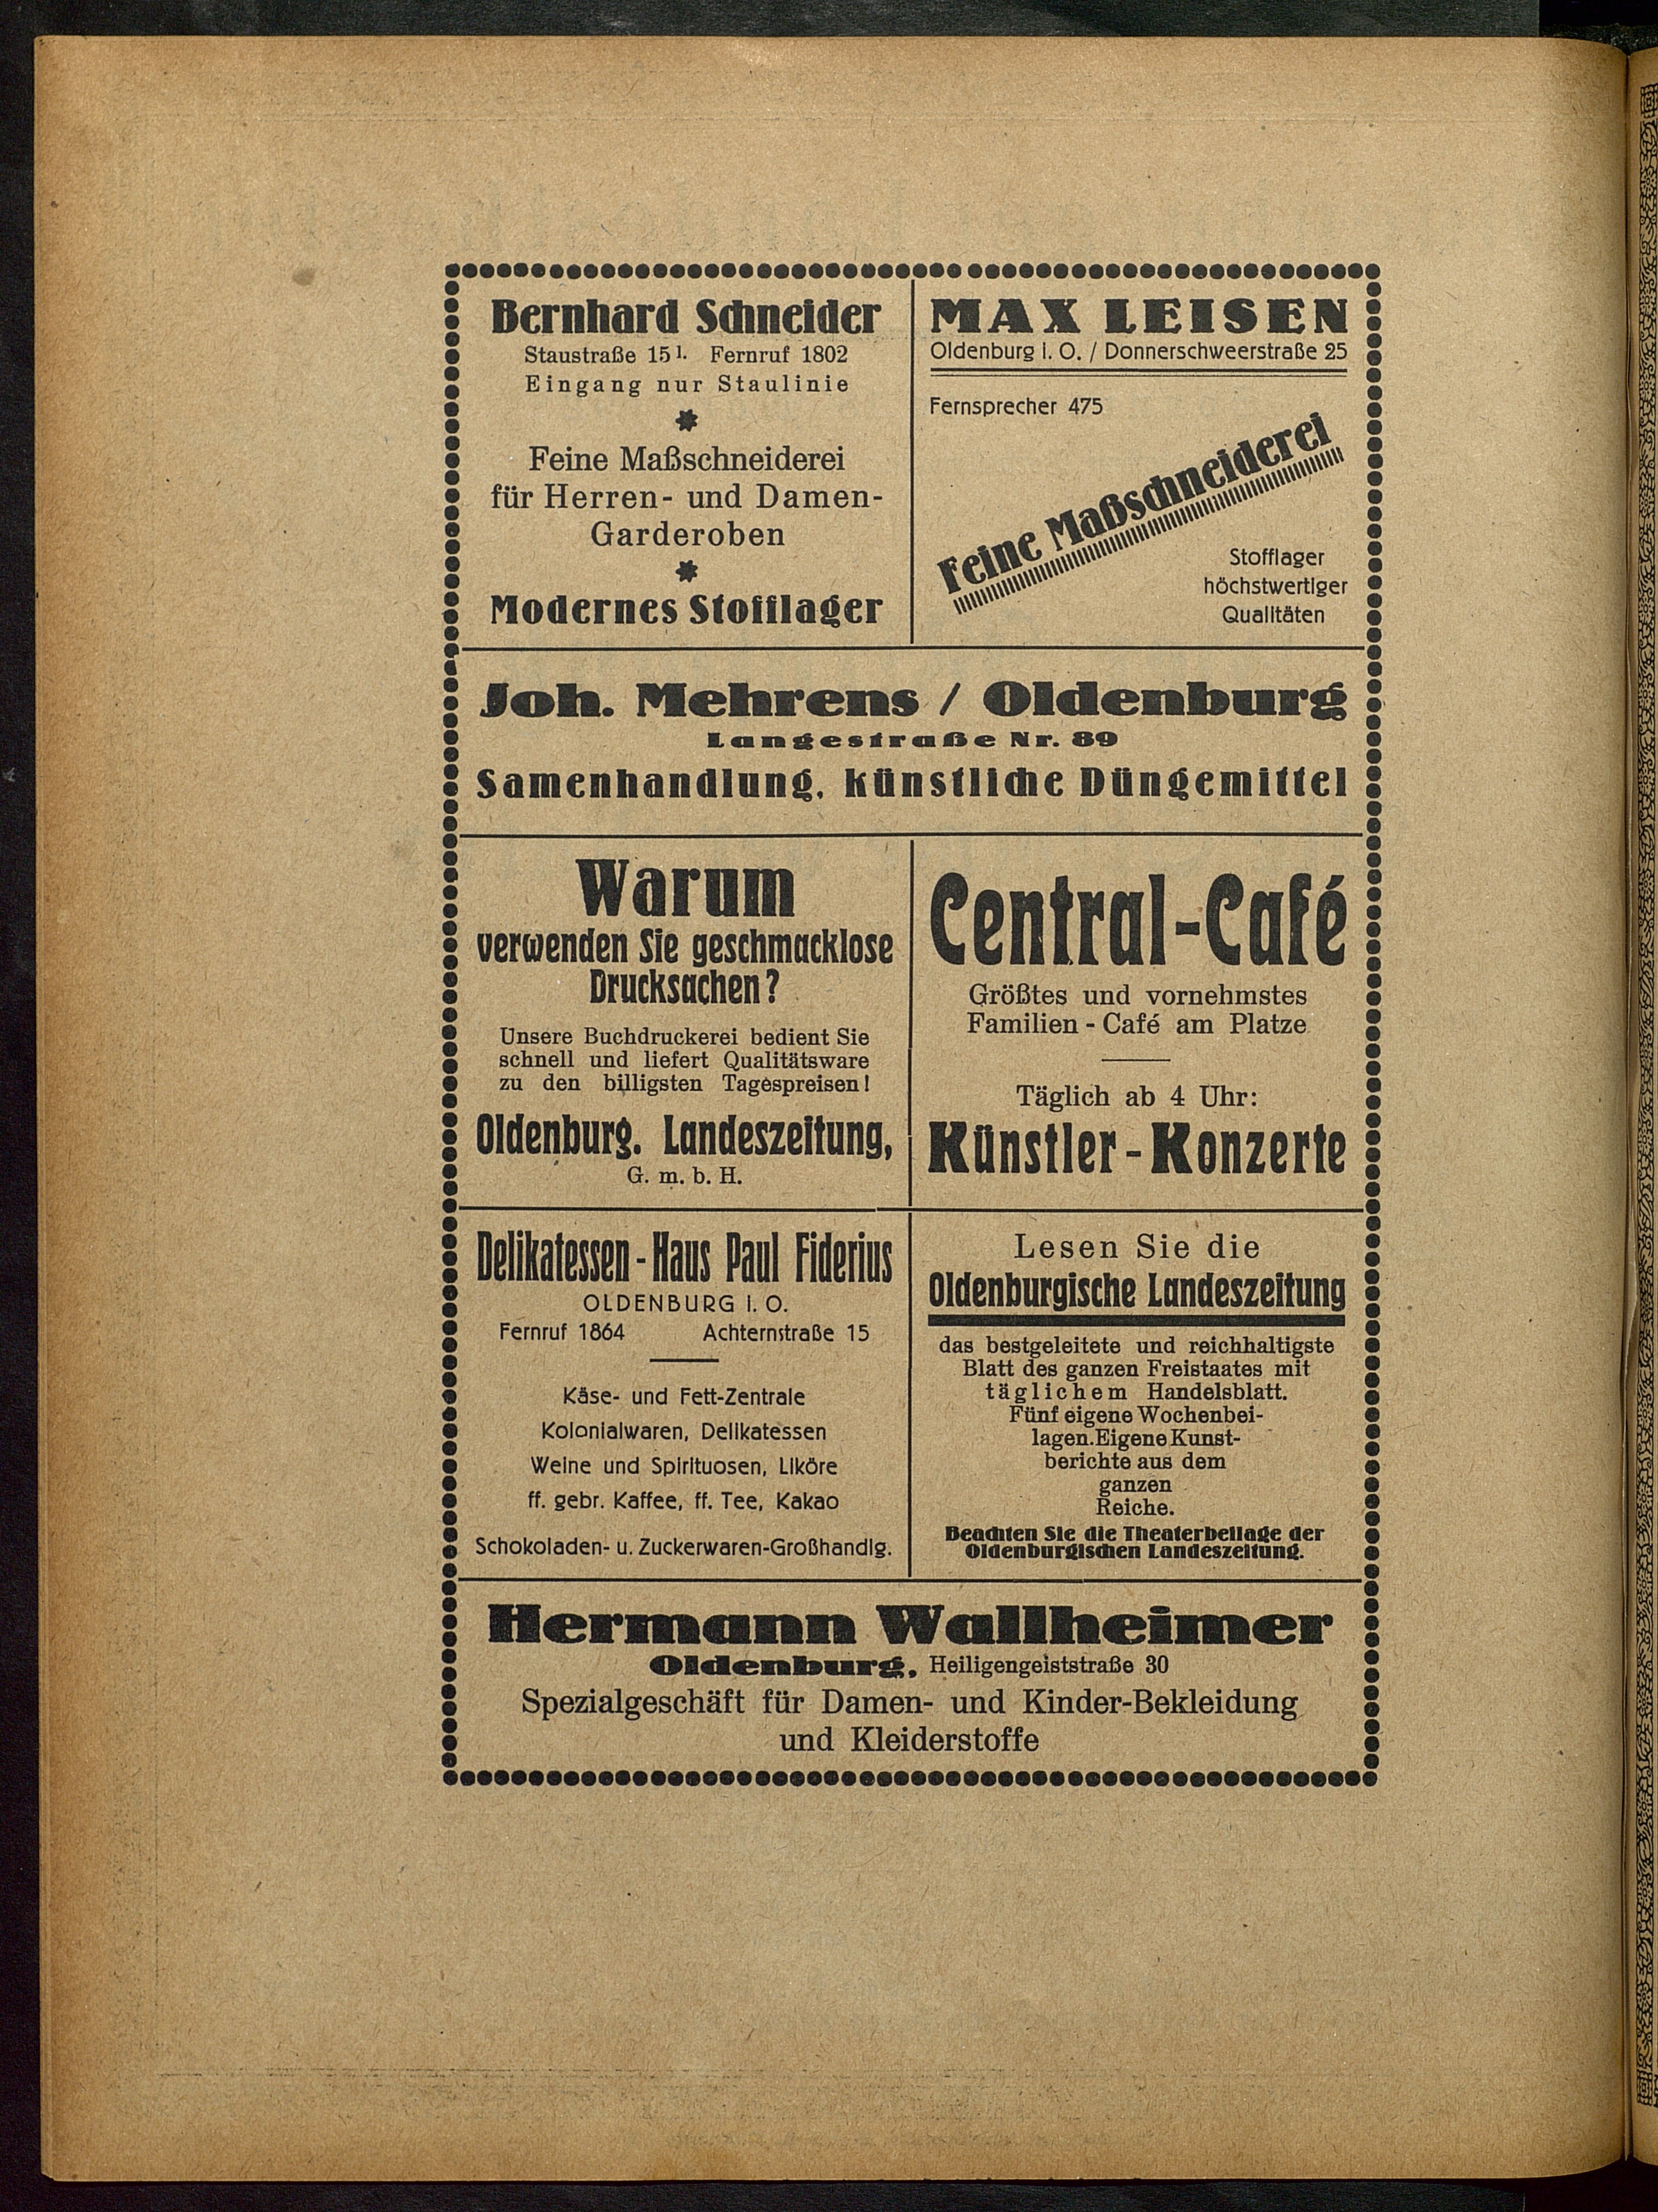 Bernhard Schneider
Staustraße 15 I. Fernruf 1802
Eingang nur Staulinie
Feine Maßschneiderei
für Herren- und Damen-
Garderoben
Modernes Stofflager
MAX LEISEN
Oldenburg i. O. / Donnerschweerstraße 25
Fernsprecher 475
Feine Maßschneiderei
Stofflager
höchstwertiger
Qualitäten
Joh. Mehrens / Oldenburg
Langestraße Nr. 89
Samenhandlung, künstliche Düngemittel
Warum
verwenden Sie geschmacklose
Drucksachen?
Unsere Buchdruckerei bedient Sie
schnell und liefert Qualitätsware
zu den billigsten Tagespreisen!
Oldenburg. Landeszeitung,
G. m. b. H.
Central-Café
Größtes und vornehmstes
Familien-Café am Platze
Täglich ab 4 Uhr:
Künstler-Konzerte
Delikatessen-Haus Paul Fiderius
OLDENBURG i. O.
Fernruf 1864 Achternstraße 15
Käse- und Fett-Zentrale
Kolonialwaren, Delikatessen
Weine und Spirituosen, Liköre
ff. gebr. Kaffee, ff. Tee, Kakao
Schokoladen- u. Zuckerwaren-Großhandlg.
Lesen Sie die
Oldenburgische Landeszeitung
das bestgeleitete und reichhaltigste
Blatt des ganzen Freistaates mit
täglichem Handelsblatt.
Fünf eigene Wochenbei-
lagen. Eigene Kunst-
berichte aus dem
ganzen
Reiche.
Beachten Sie die Theaterbeilage der
Oldenburgischen Landeszeitung.
Hermann Wallheimer
Oldenburg, Heiligengeiststraße 30
Spezialgeschäft für Damen- und Kinder-Bekleidung
und Kleiderstoffe